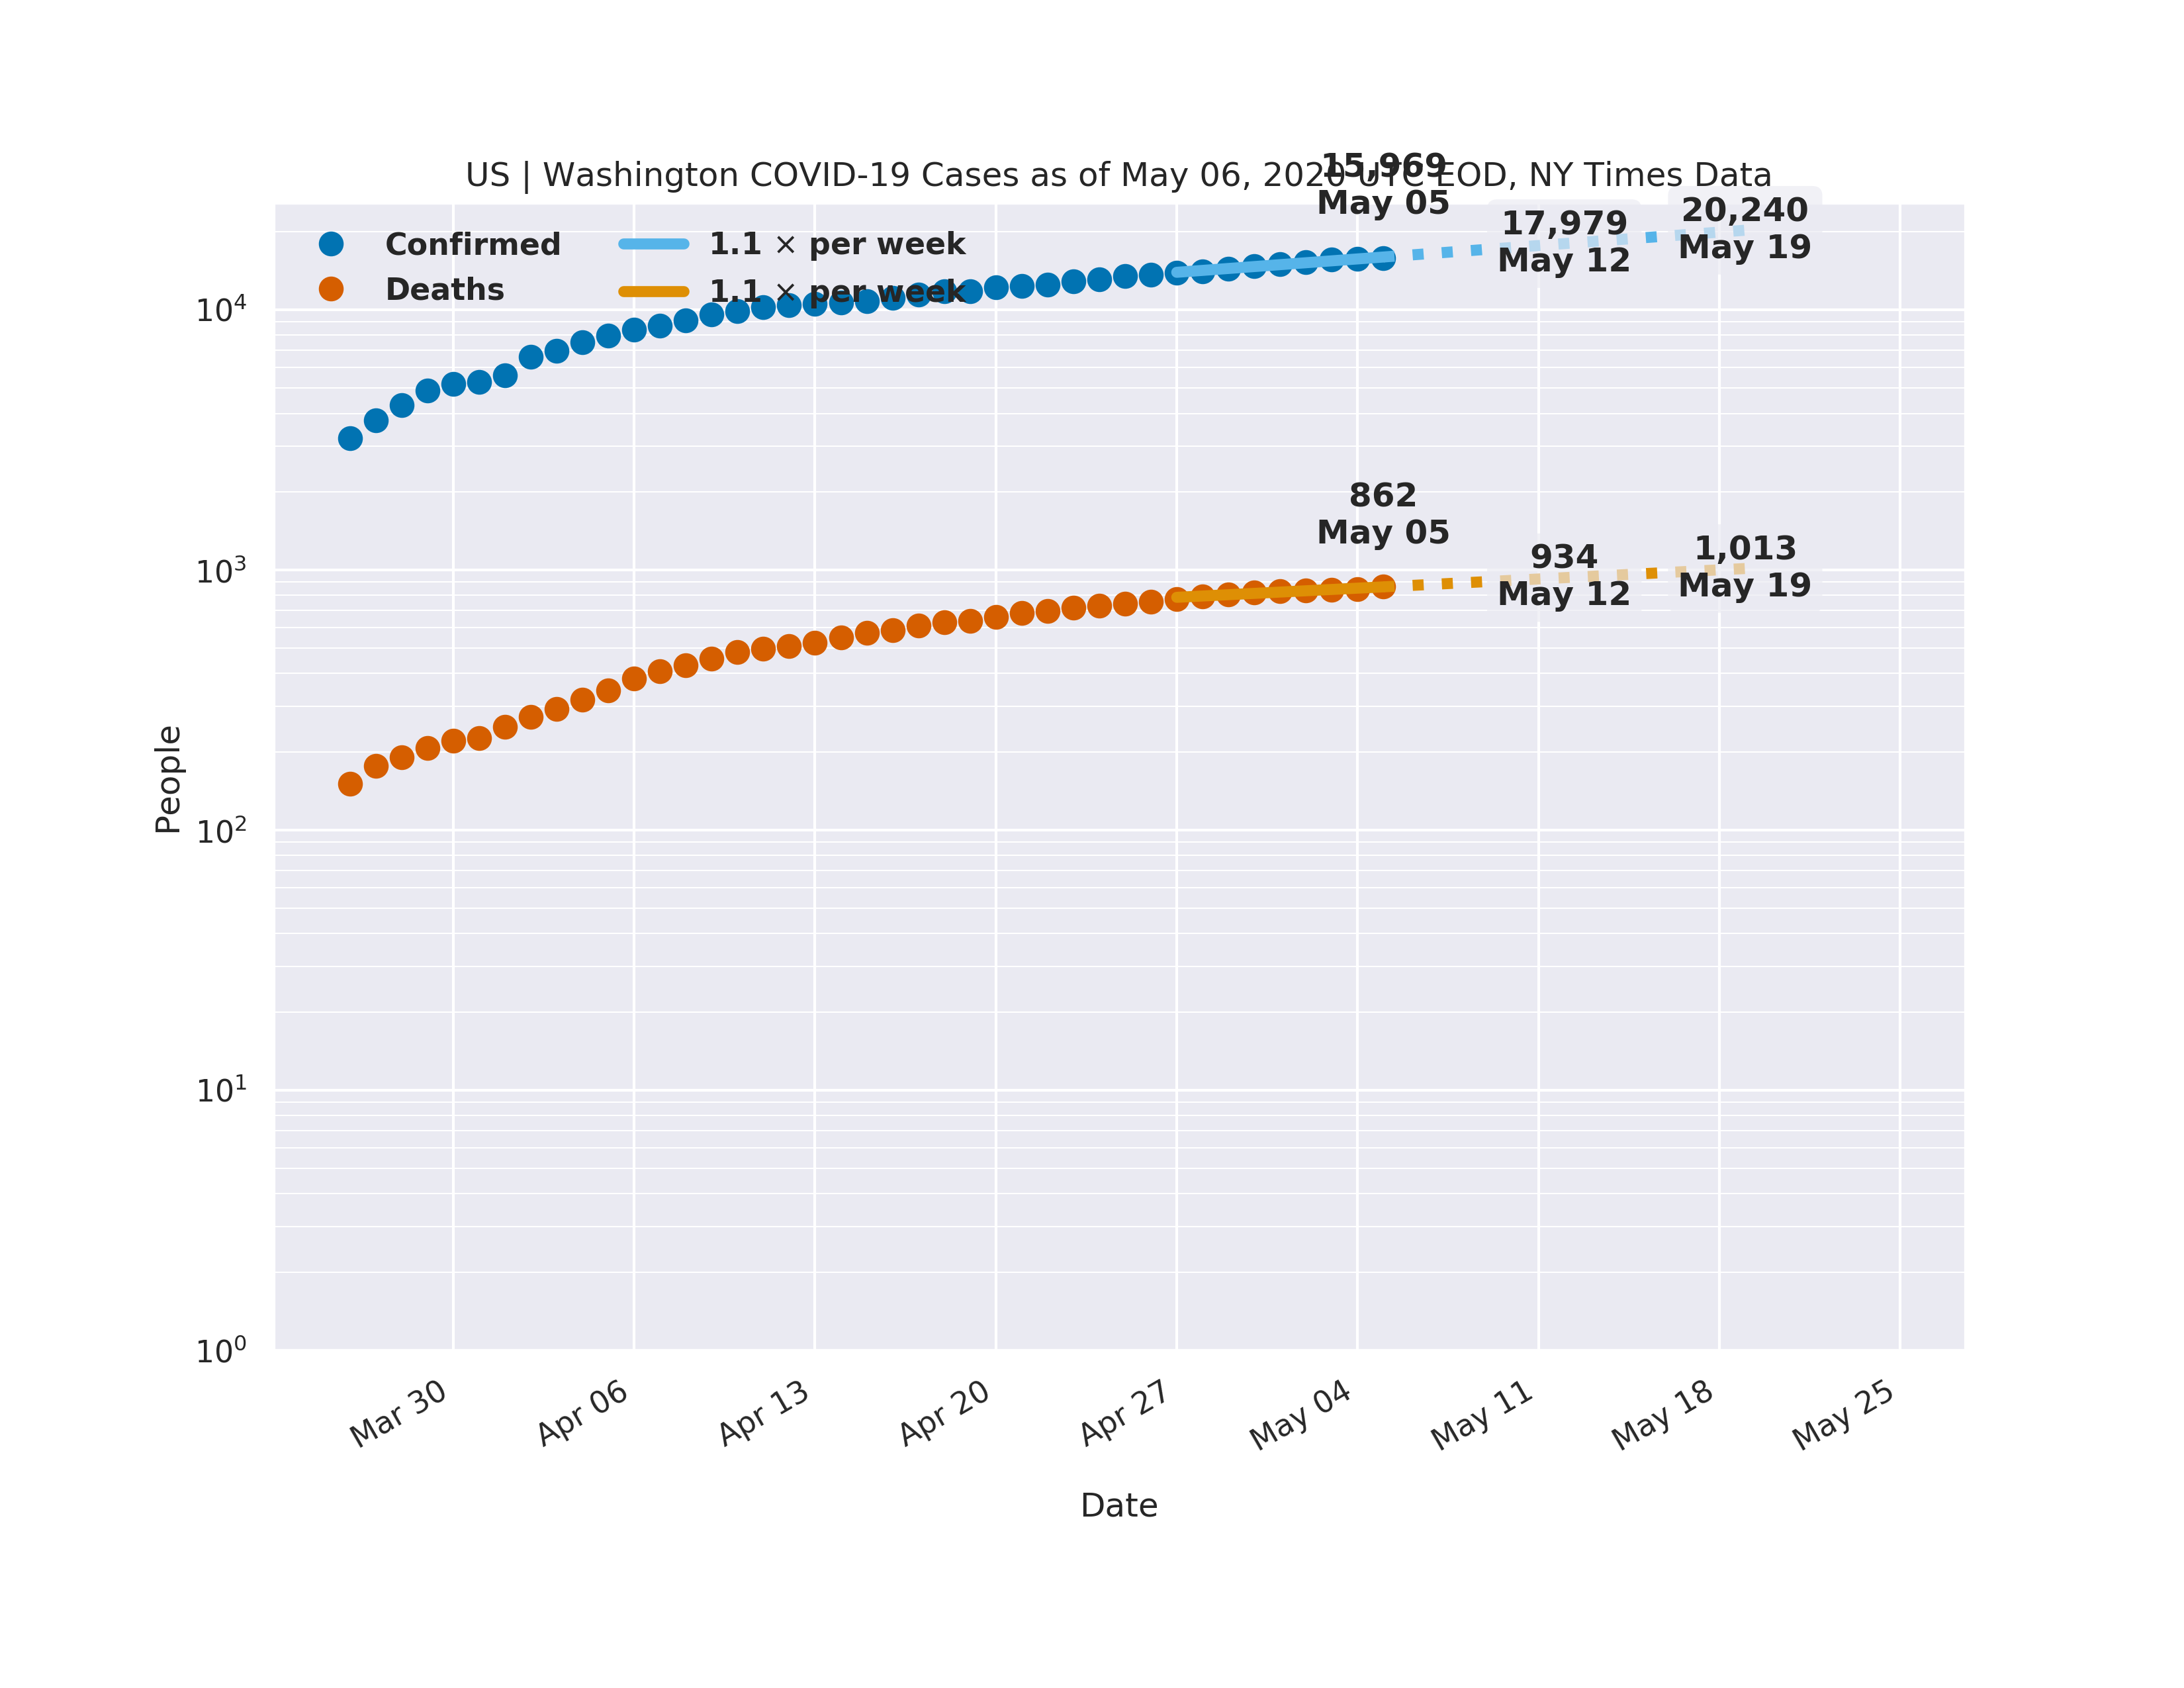 US | Washington COVID-19 Cases as of May 06, 2020 UTC EOD, NY Times Data
15,969
May 05
17,979
May 12
20,240
May 19
Confirmed
Deaths
1.1 × per week
1.1 × per week
862
May 05
934
May 12
1,013
May 19
People
10⁴
10³
10²
10¹
10⁰
Mar 30
Apr 06
Apr 13
Apr 20
Apr 27
May 04
May 11
May 18
May 25
Date